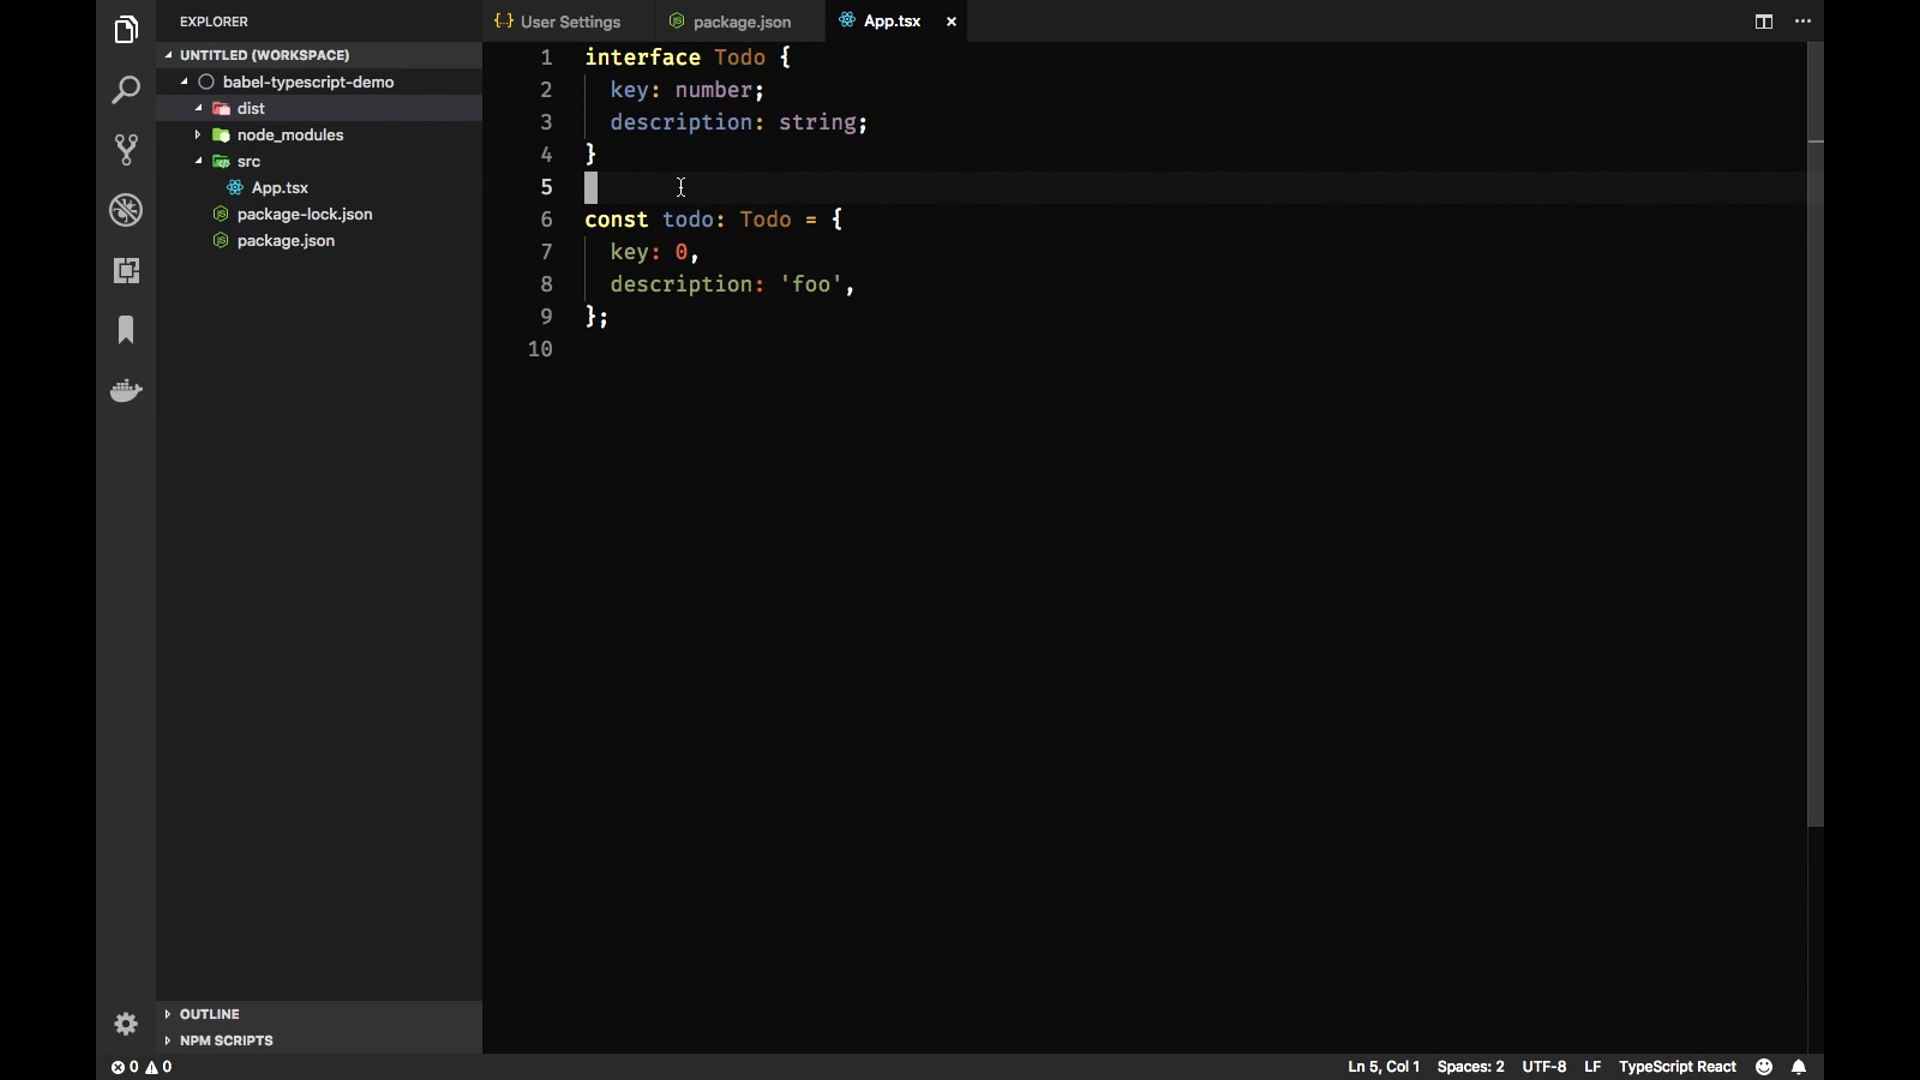 EXPLORER
UNTITLED (WORKSPACE)
babel-typescript-demo
dist
node_modules
src
App.tsx
package-lock.json
package.json
OUTLINE
NPM SCRIPTS
{..} User Settings
package.json
App.tsx ×
1 interface Todo {
2 key: number;
3 description: string;
4 }
5
6 const todo: Todo = {
7 key: 0,
8 description: 'foo',
9 };
10
0 0
Ln 5, Col 1 Spaces: 2 UTF-8 LF TypeScript React